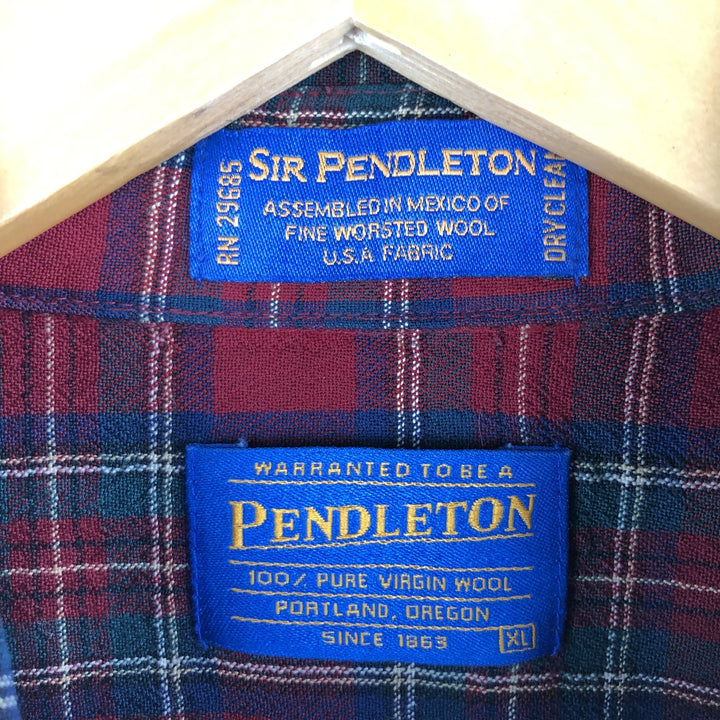 RN 29685
SIR PENDLETON
ASSEMBLED IN MEXICO OF
FINE WORSTED WOOL
U.S.A FABRIC
DRY CLEAN
WARRANTED TO BE A
PENDLETON
100% PURE VIRGIN WOOL
PORTLAND, OREGON
SINCE 1863
XL